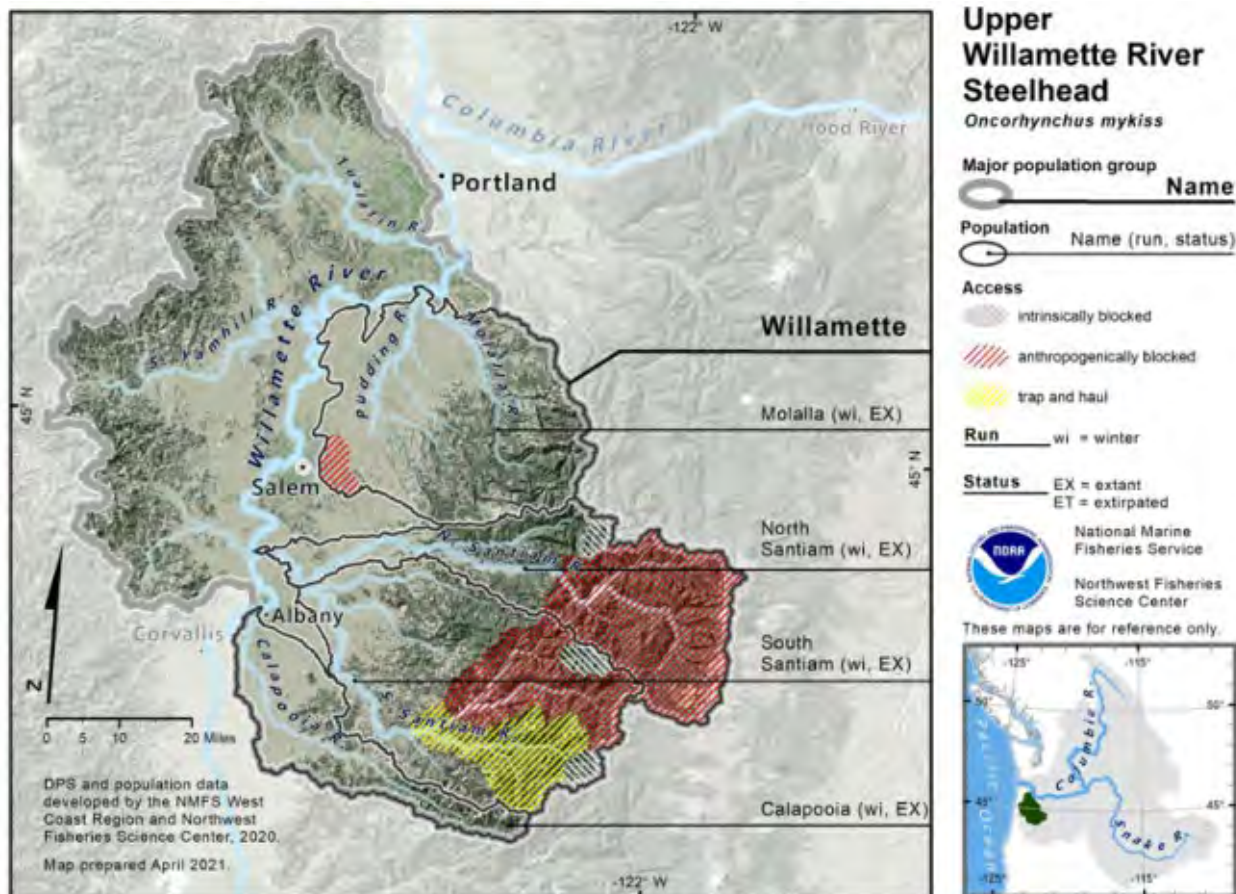 Upper
Willamette River
Steelhead
Oncorhynchus mykiss
Major population group
Name
Population
Name (run, status)
Access
intrinsically blocked
anthropogenically blocked
trap and haul
Run
wi = winter
Status
EX = extant
ET = extirpated
NOAA
National Marine
Fisheries Service
Northwest Fisheries
Science Center
These maps are for reference only.
-125°
-115°
50°
50°
45°
45°
-125°
-115°
Pacific Ocean
Columbia R.
Snake R.
-122° W
Columbia River
Hood River
Portland
Tualatin R.
Willamette River
S. Yamhill R.
Pudding R.
Molalla R.
Willamette
45° N
45° N
Molalla (wi, EX)
Salem
North
Santiam (wi, EX)
N. Santiam R.
Albany
Corvallis
South
Santiam (wi, EX)
Calapooia R.
S. Santiam R.
N
0 5 10 20 Miles
DPS and population data
developed by the NMFS West
Coast Region and Northwest
Fisheries Science Center, 2020.
Map prepared April 2021.
Calapooia (wi, EX)
-122° W